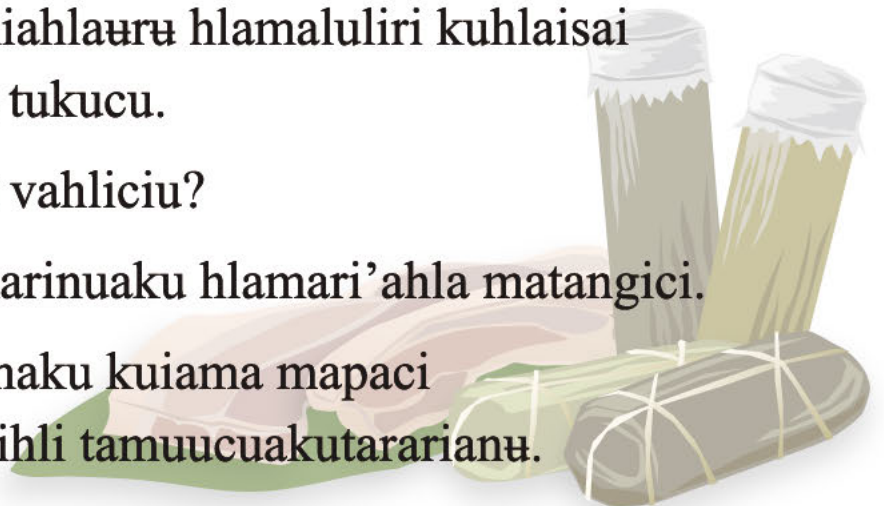 iahlaʉrʉ hlamaluliri kuhlaisai
tukucu.
vahliciu?
arinuaku hlamari’ahla matangici.
naku kuiama mapaci
ihli tamuucuakutararianʉ.